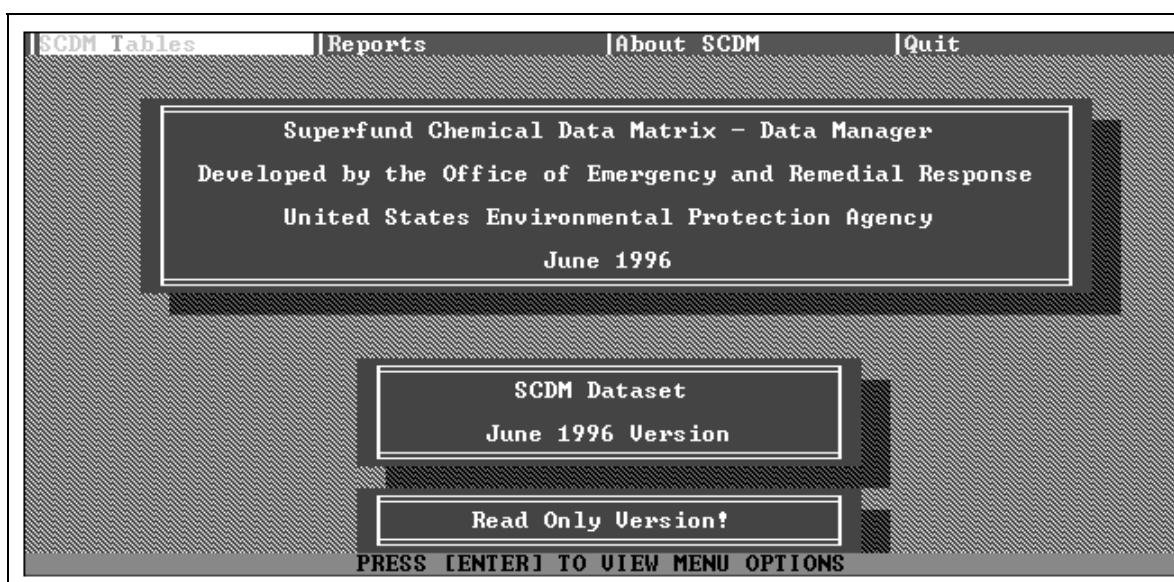 |SCDM Tables |Reports |About SCDM |Quit
Superfund Chemical Data Matrix - Data Manager
Developed by the Office of Emergency and Remedial Response
United States Environmental Protection Agency
June 1996
SCDM Dataset
June 1996 Version
Read Only Version!
PRESS [ENTER] TO VIEW MENU OPTIONS